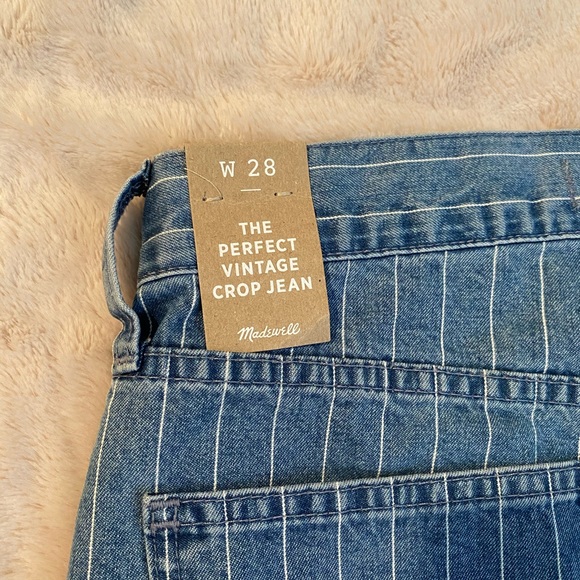 W 28
THE
PERFECT
VINTAGE
CROP JEAN
Madewell